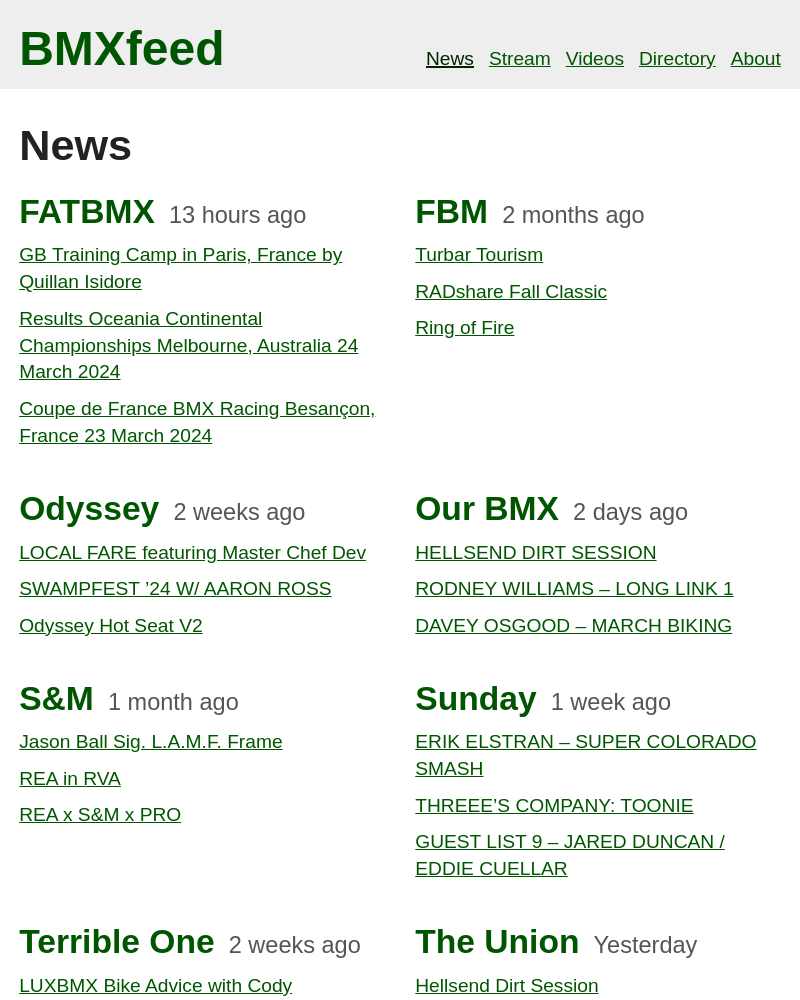 BMXfeed
News Stream Videos Directory About
News
FATBMX 13 hours ago
GB Training Camp in Paris, France by
Quillan Isidore
Results Oceania Continental
Championships Melbourne, Australia 24
March 2024
Coupe de France BMX Racing Besançon,
France 23 March 2024
FBM 2 months ago
Turbar Tourism
RADshare Fall Classic
Ring of Fire
Odyssey 2 weeks ago
LOCAL FARE featuring Master Chef Dev
SWAMPFEST ’24 W/ AARON ROSS
Odyssey Hot Seat V2
Our BMX 2 days ago
HELLSEND DIRT SESSION
RODNEY WILLIAMS – LONG LINK 1
DAVEY OSGOOD – MARCH BIKING
S&M 1 month ago
Jason Ball Sig. L.A.M.F. Frame
REA in RVA
REA x S&M x PRO
Sunday 1 week ago
ERIK ELSTRAN – SUPER COLORADO
SMASH
THREEE’S COMPANY: TOONIE
GUEST LIST 9 – JARED DUNCAN /
EDDIE CUELLAR
Terrible One 2 weeks ago
LUXBMX Bike Advice with Cody
The Union Yesterday
Hellsend Dirt Session